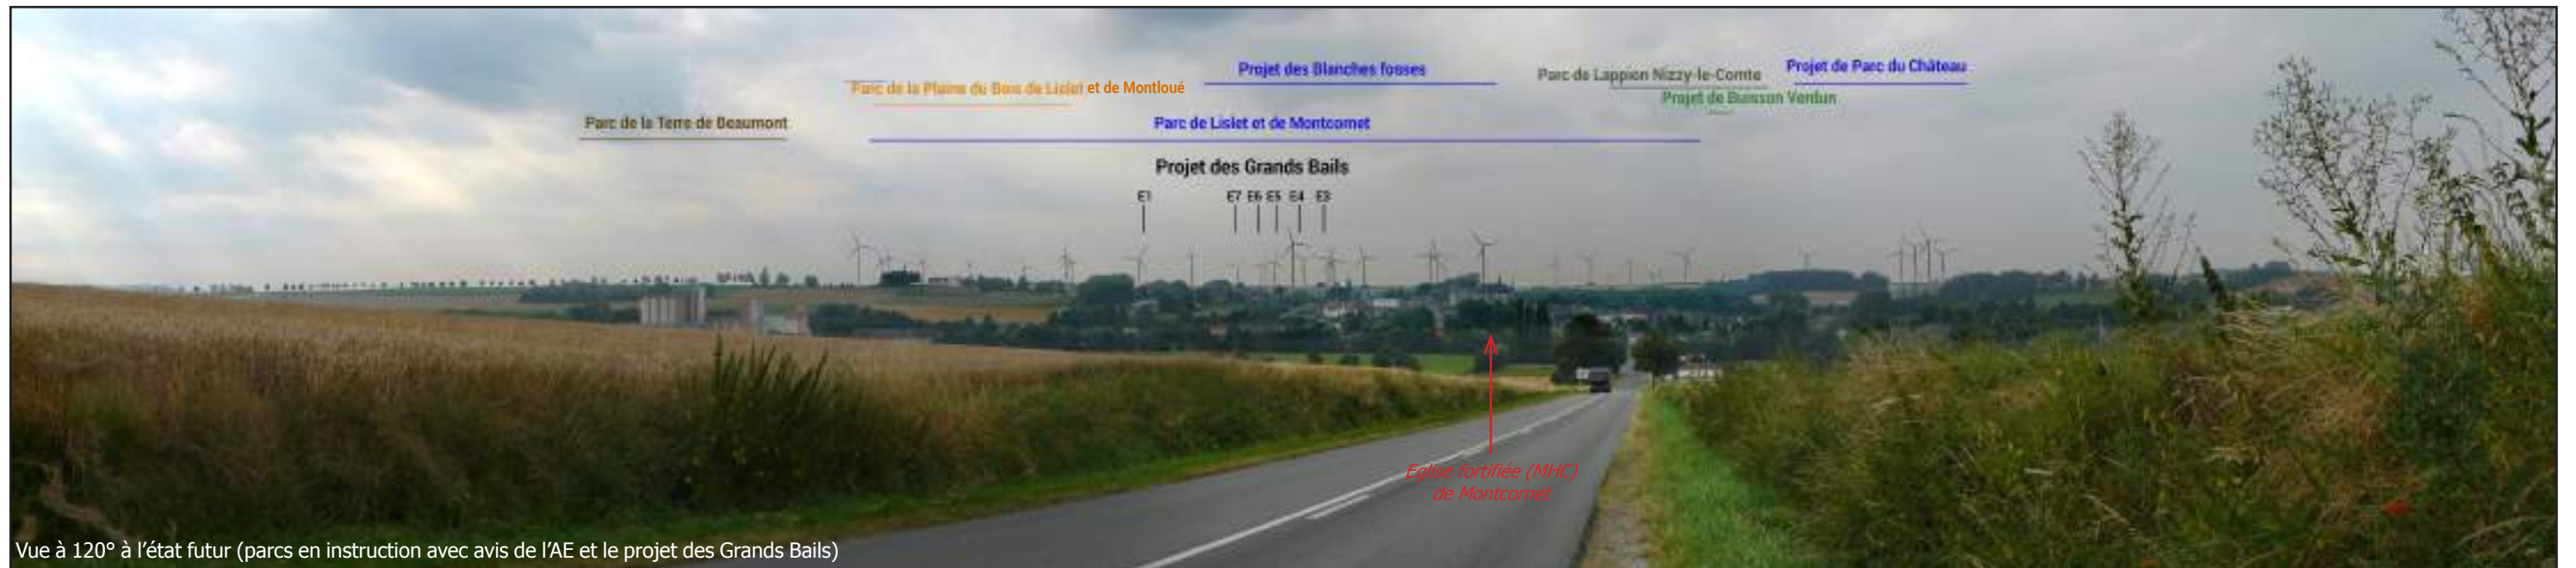 Projet des Blanches fosses
Projet de Parc du Château
Parc de Lappion Nizzy-le-Comte
Parc de la Plaine du Bois de Lislet et de Montloué
Projet de Buisson Verdun
Parc de la Terre de Beaumont
Parc de Lislet et de Montcornet
Projet des Grands Bails
E1 E7 E6 E5 E4 E3
Eglise fortifiée (MHC)
de Montcornet
Vue à 120° à l'état futur (parcs en instruction avec avis de l'AE et le projet des Grands Bails)